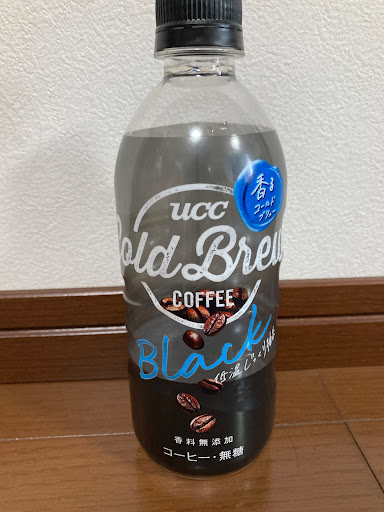 香る
コールド
ブリュー
UCC
Cold Brew
COFFEE
Black
低温じっくり抽出
香料無添加
コーヒー・無糖